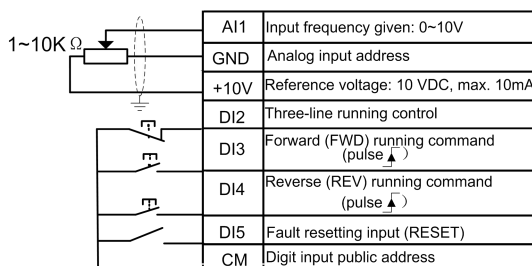 AI1 Input frequency given: 0~10V
1~10K Ω
GND Analog input address
+10V Reference voltage: 10 VDC, max. 10mA
DI2 Three-line running control
DI3 Forward (FWD) running command
(pulse )
DI4 Reverse (REV) running command
(pulse )
DI5 Fault resetting input (RESET)
CM Digit input public address